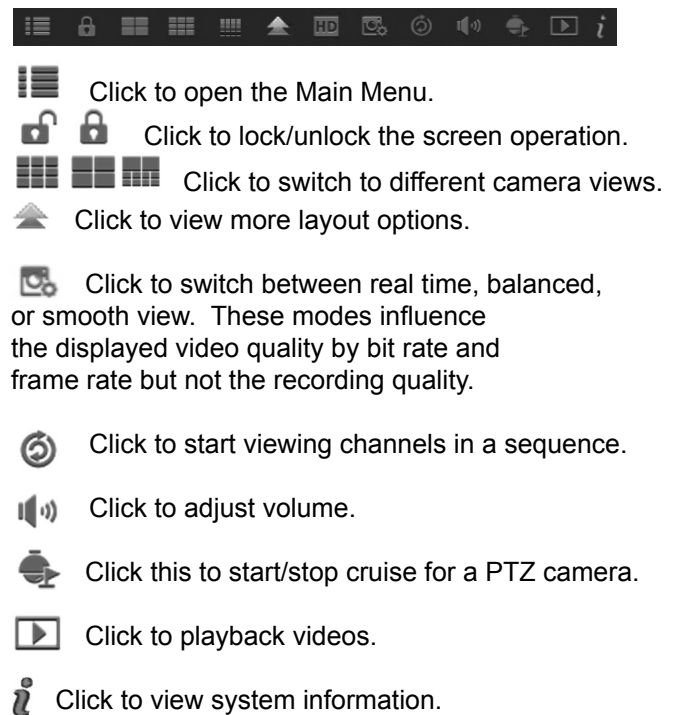 HD
i
Click to open the Main Menu.
Click to lock/unlock the screen operation.
Click to switch to different camera views.
Click to view more layout options.
Click to switch between real time, balanced,
or smooth view.  These modes influence
the displayed video quality by bit rate and
frame rate but not the recording quality.
Click to start viewing channels in a sequence.
Click to adjust volume.
Click this to start/stop cruise for a PTZ camera.
Click to playback videos.
i Click to view system information.